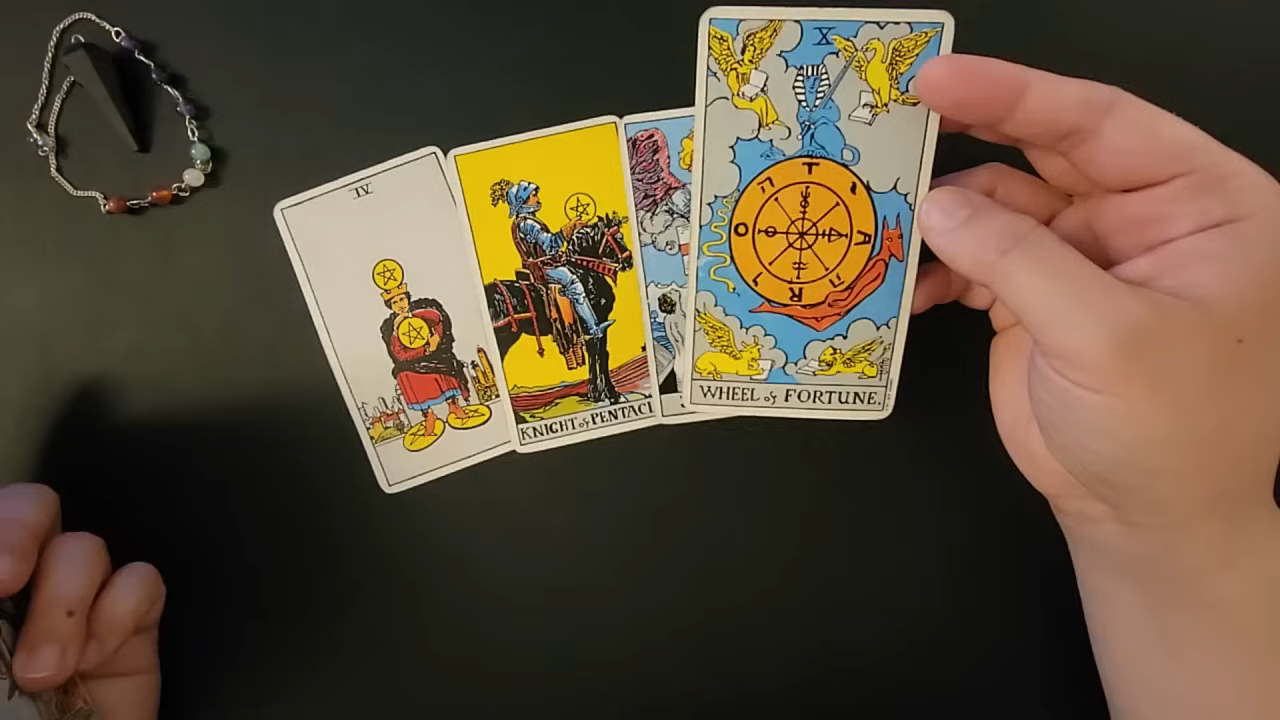 IV
KNIGHT of PENTACL
X
T
A
R
O
ה
י
ו
ה
WHEEL of FORTUNE.